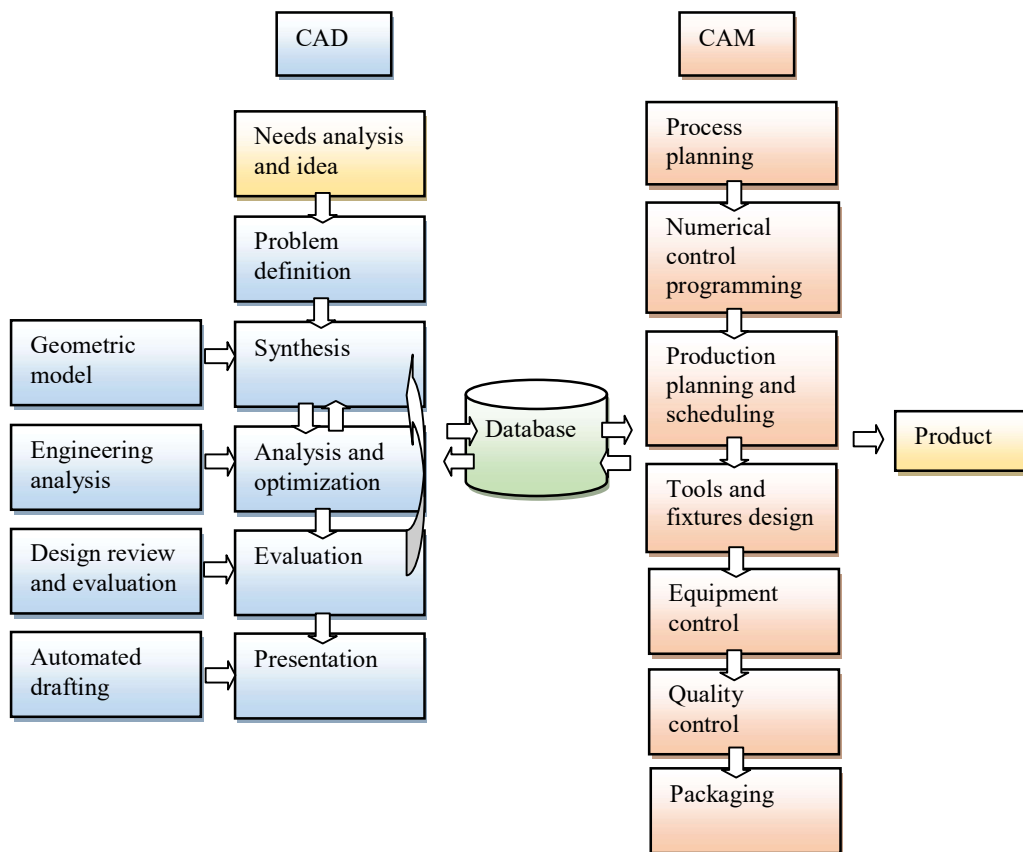 CAD
CAM
Needs analysis
and idea
Problem
definition
Geometric
model
Synthesis
Engineering
analysis
Analysis and
optimization
Design review
and evaluation
Evaluation
Automated
drafting
Presentation
Database
Process
planning
Numerical
control
programming
Production
planning and
scheduling
Tools and
fixtures design
Equipment
control
Quality
control
Packaging
Product